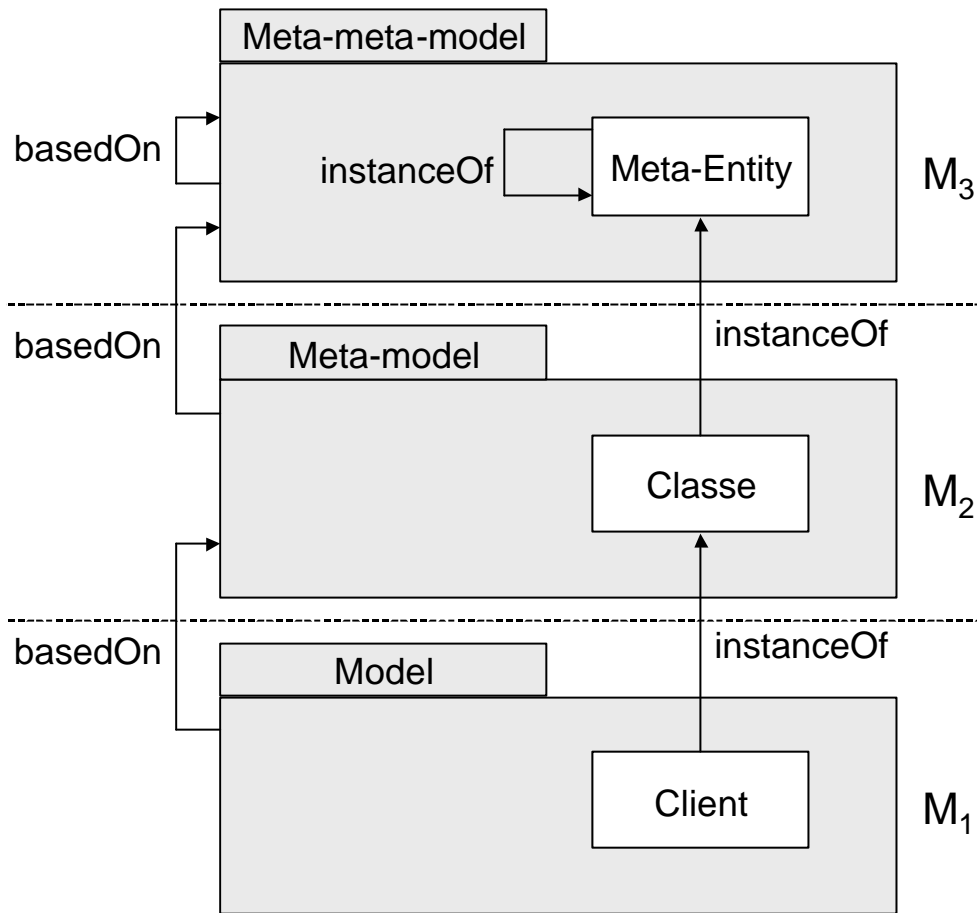 Meta-meta-model
basedOn
instanceOf
Meta-Entity
M3
basedOn
instanceOf
Meta-model
Classe
M2
basedOn
instanceOf
Model
Client
M1